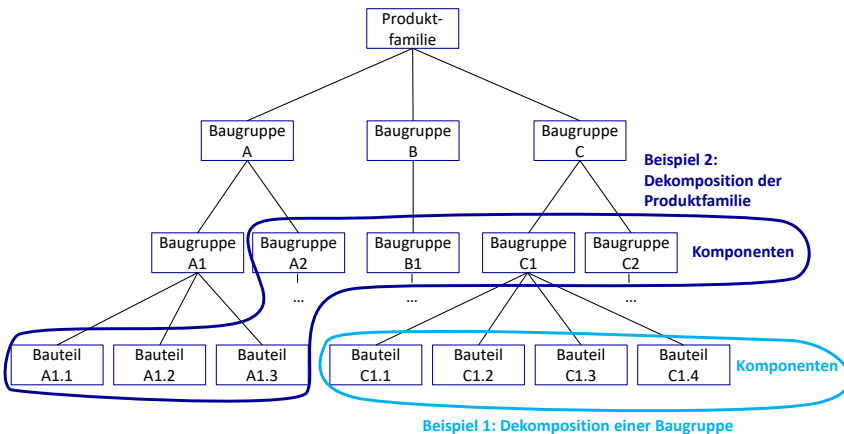 Produkt-
familie
Baugruppe
A
Baugruppe
B
Baugruppe
C
Beispiel 2:
Dekomposition der
Produktfamilie
Baugruppe
A1
Baugruppe
A2
Baugruppe
B1
Baugruppe
C1
Baugruppe
C2
Komponenten
...
...
...
Bauteil
A1.1
Bauteil
A1.2
Bauteil
A1.3
Bauteil
C1.1
Bauteil
C1.2
Bauteil
C1.3
Bauteil
C1.4
Komponenten
Beispiel 1: Dekomposition einer Baugruppe